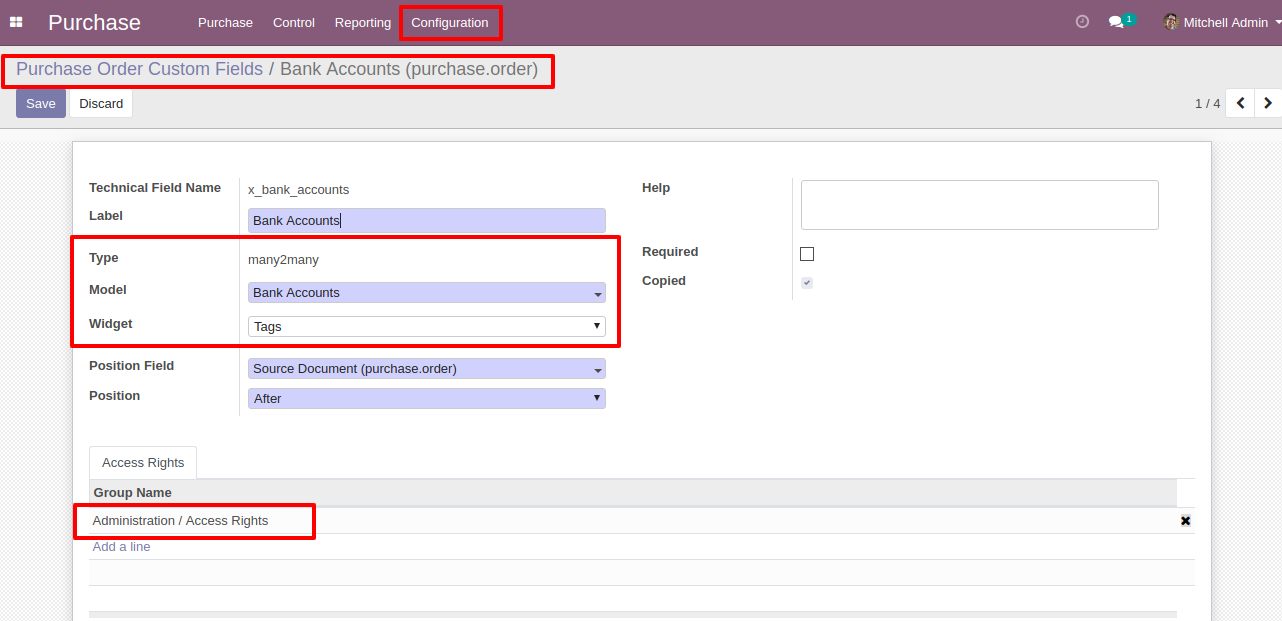 Purchase Purchase Control Reporting Configuration 1 Mitchell Admin
Purchase Order Custom Fields / Bank Accounts (purchase.order)
Save Discard 1 / 4
Technical Field Name x_bank_accounts Help
Label Bank Accounts
Type many2many Required
Model Bank Accounts Copied
Widget Tags
Position Field Source Document (purchase.order)
Position After
Access Rights
Group Name
Administration / Access Rights
Add a line